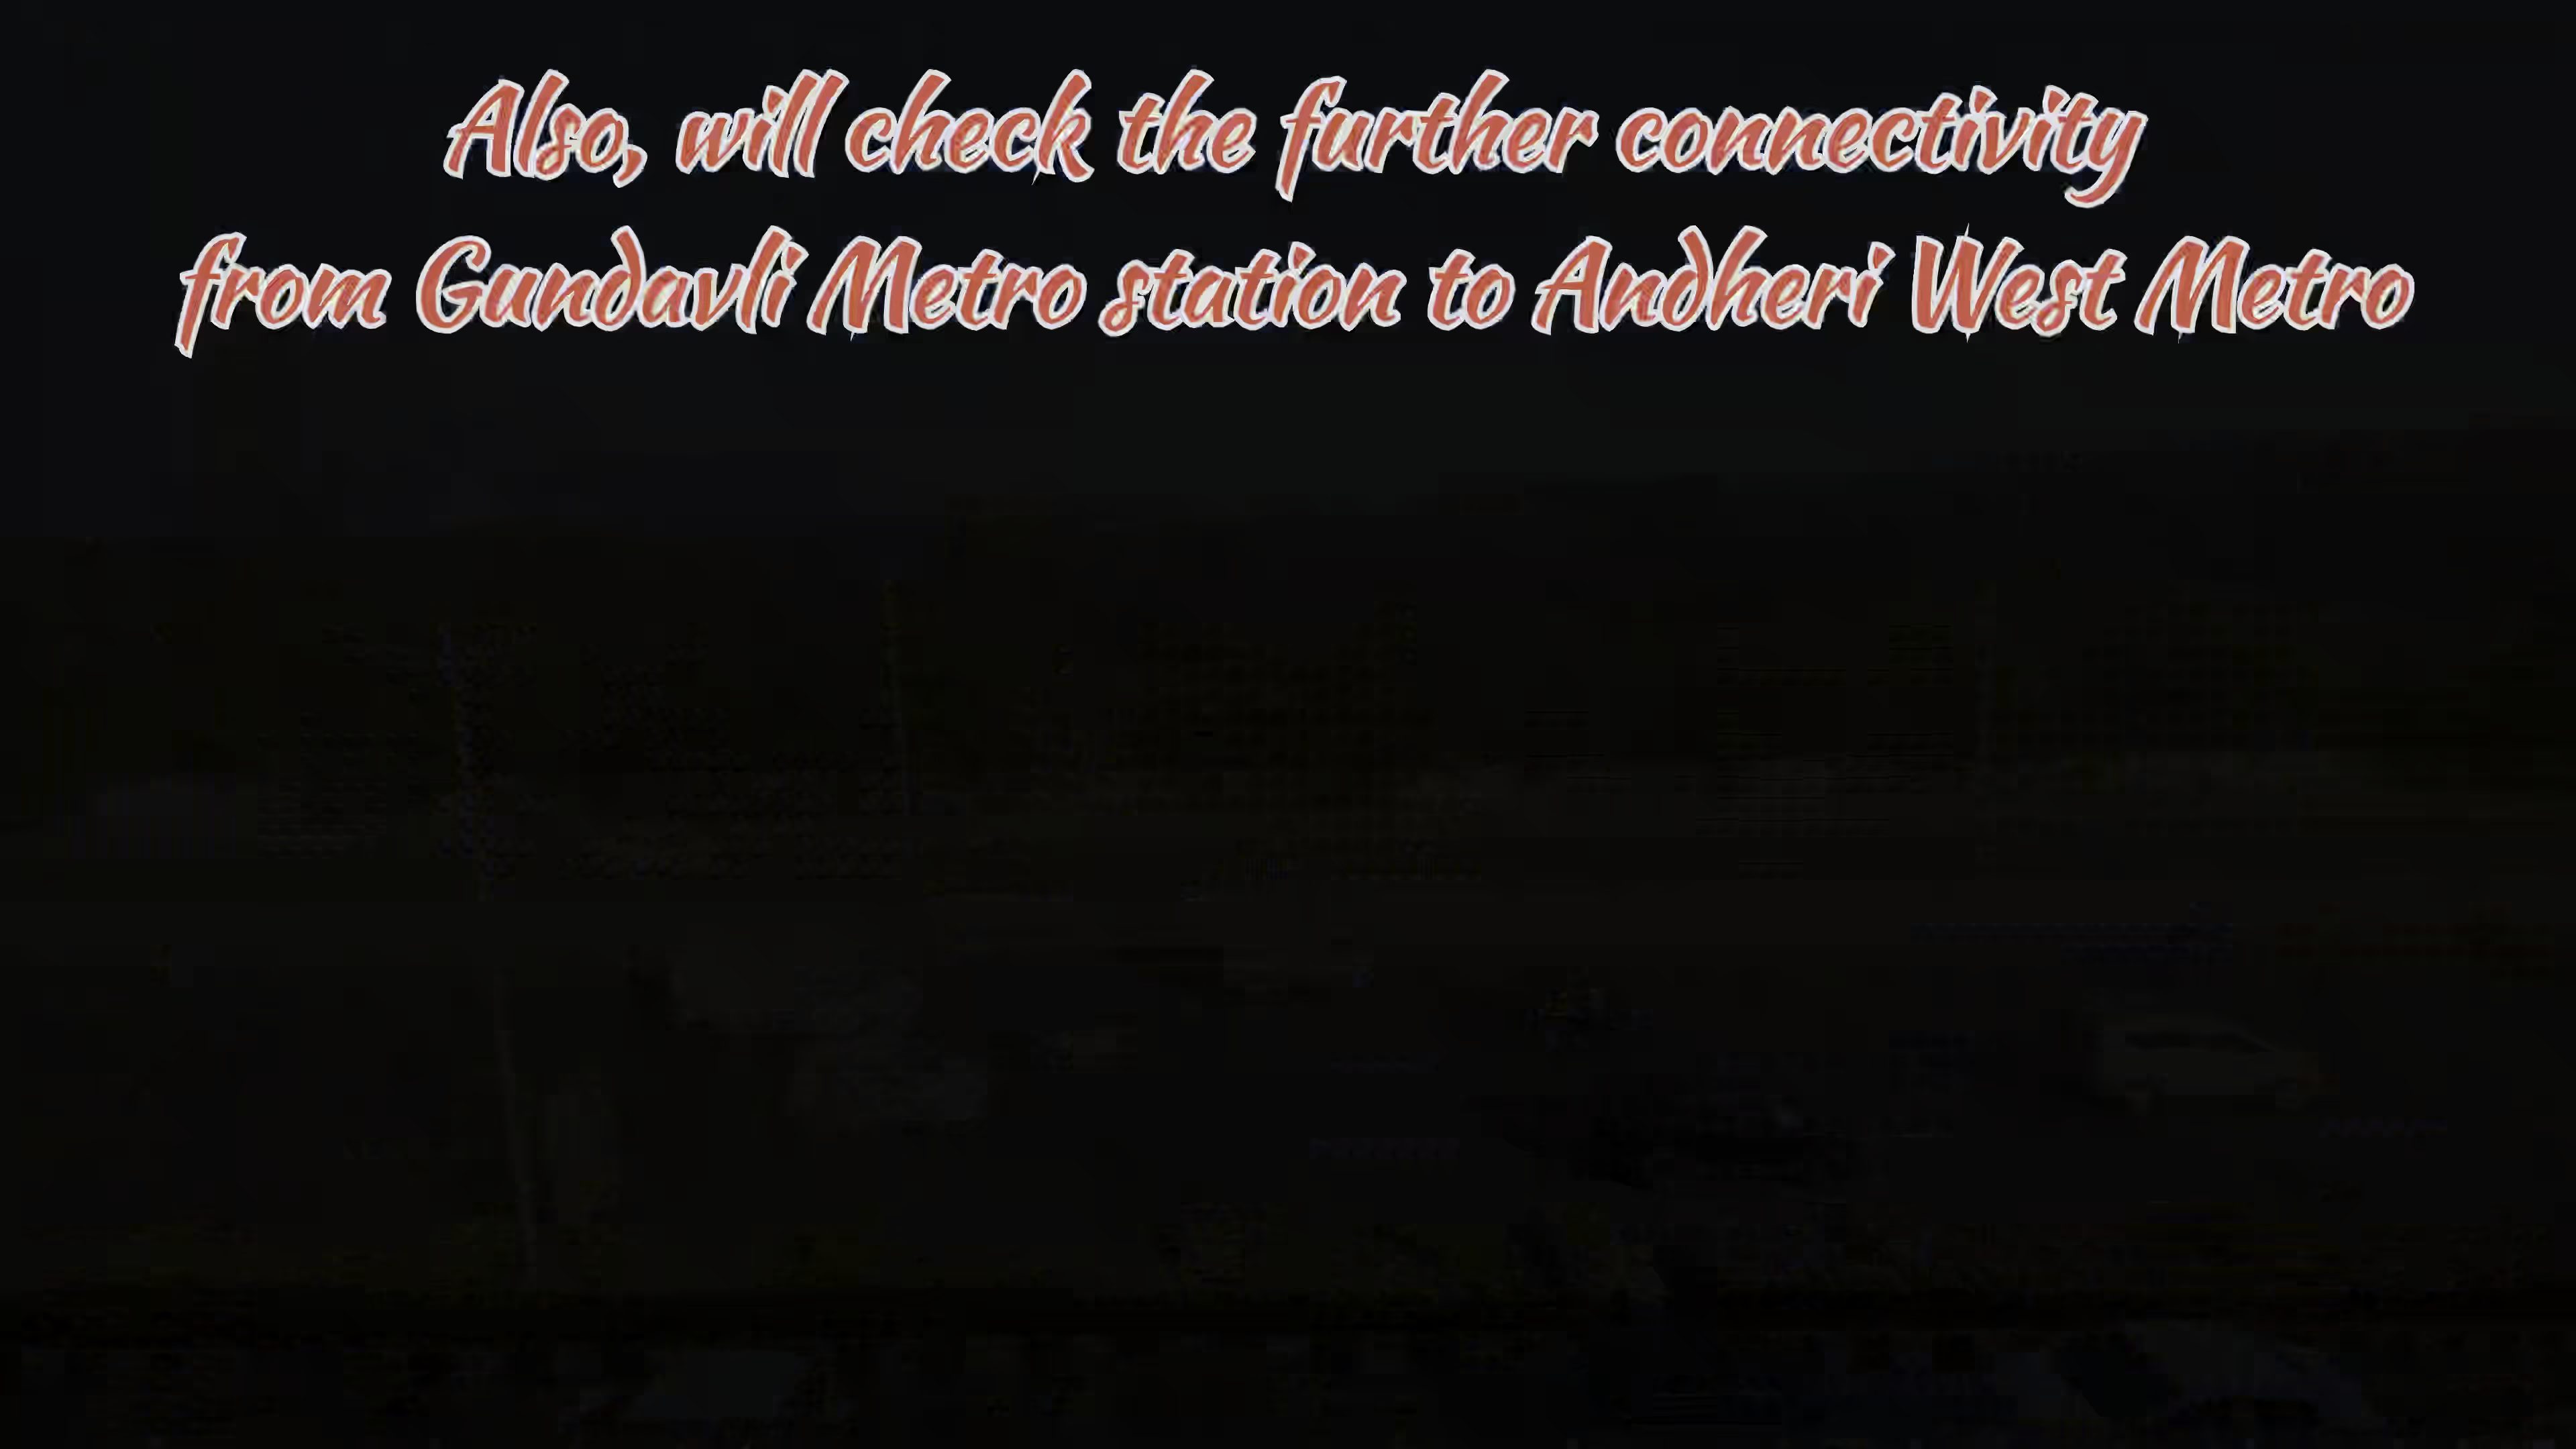 Also, will check the further connectivity
from Gundavli Metro station to Andheri West Metro